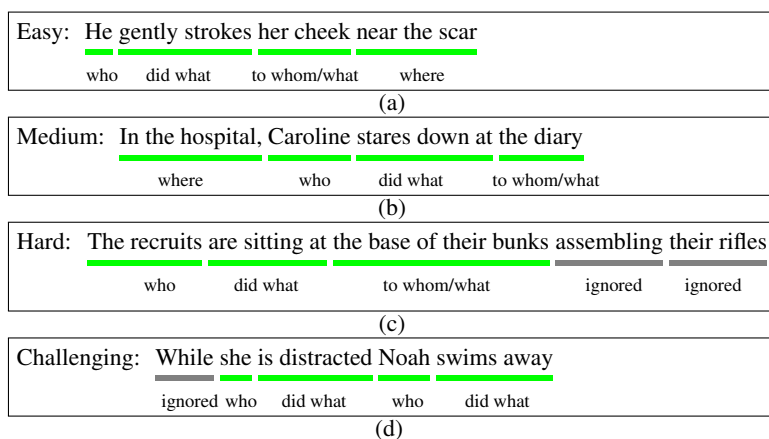 Easy: He gently strokes her cheek near the scar
who did what to whom/what where
(a)
Medium: In the hospital, Caroline stares down at the diary
where who did what to whom/what
(b)
Hard: The recruits are sitting at the base of their bunks assembling their rifles
who did what to whom/what ignored ignored
(c)
Challenging: While she is distracted Noah swims away
ignored who did what who did what
(d)